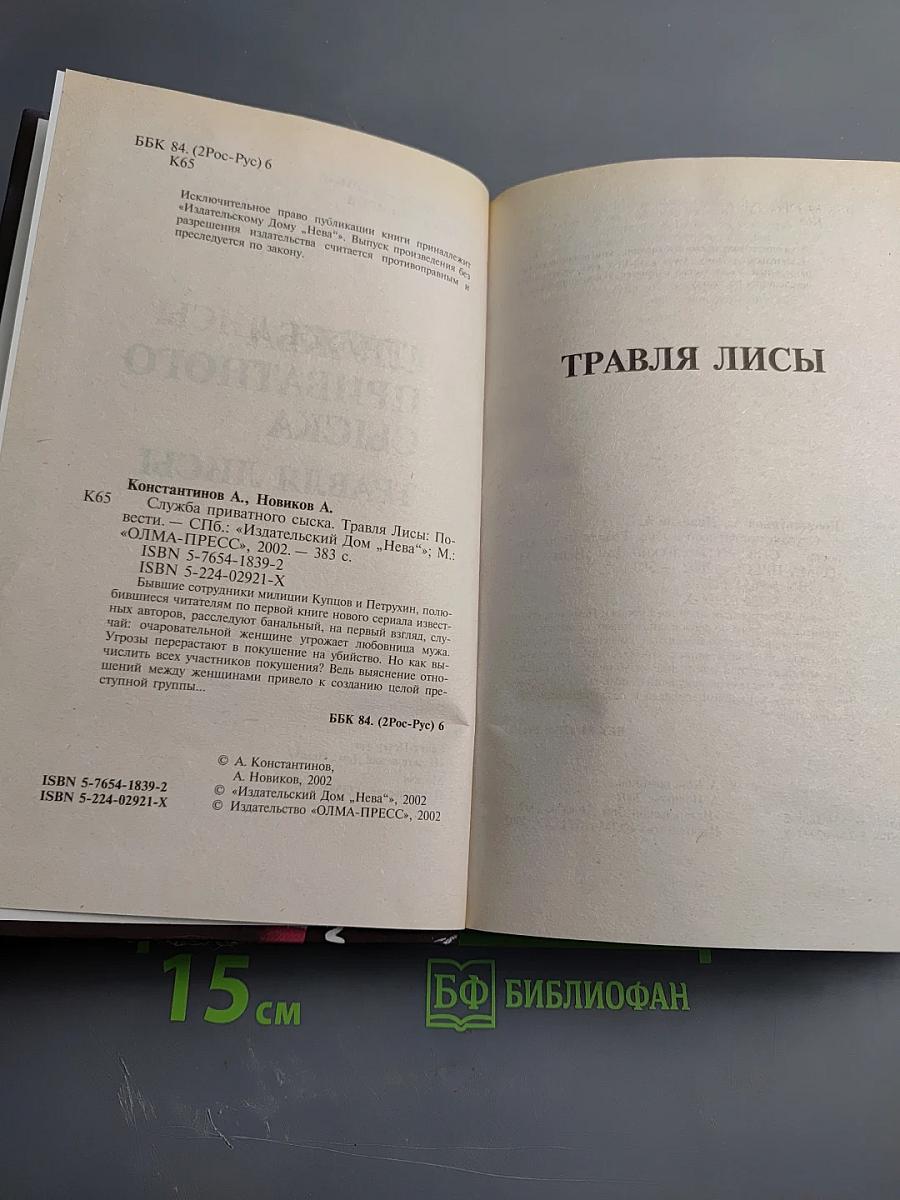 ББК 84. (2Рос-Рус) 6
К65
Исключительное право публикации книги принадлежит
«Издательскому Дому „Нева“». Выпуск произведения без
разрешения издательства считается противоправным и
преследуется по закону.
Константинов А., Новиков А.
К65 Служба приватного сыска. Травля Лисы: По-
вести. — СПб.: «Издательский Дом „Нева“»; М.:
«ОЛМА-ПРЕСС», 2002. — 383 с.
ISBN 5-7654-1839-2
ISBN 5-224-02921-X
Бывшие сотрудники милиции Купцов и Петрухин, полю-
бившиеся читателям по первой книге нового сериала извест-
ных авторов, расследуют банальный, на первый взгляд, слу-
чай: очаровательной женщине угрожает любовница мужа.
Угрозы перерастают в покушение на убийство. Но как вы-
числить всех участников покушения? Ведь выяснение отно-
шений между женщинами привело к созданию целой пре-
ступной группы...
ББК 84. (2Рос-Рус) 6
© А. Константинов,
А. Новиков, 2002
ISBN 5-7654-1839-2 © «Издательский Дом „Нева“», 2002
ISBN 5-224-02921-X © Издательство «ОЛМА-ПРЕСС», 2002
ТРАВЛЯ ЛИСЫ
15 см
БФ БИБЛИОФАН